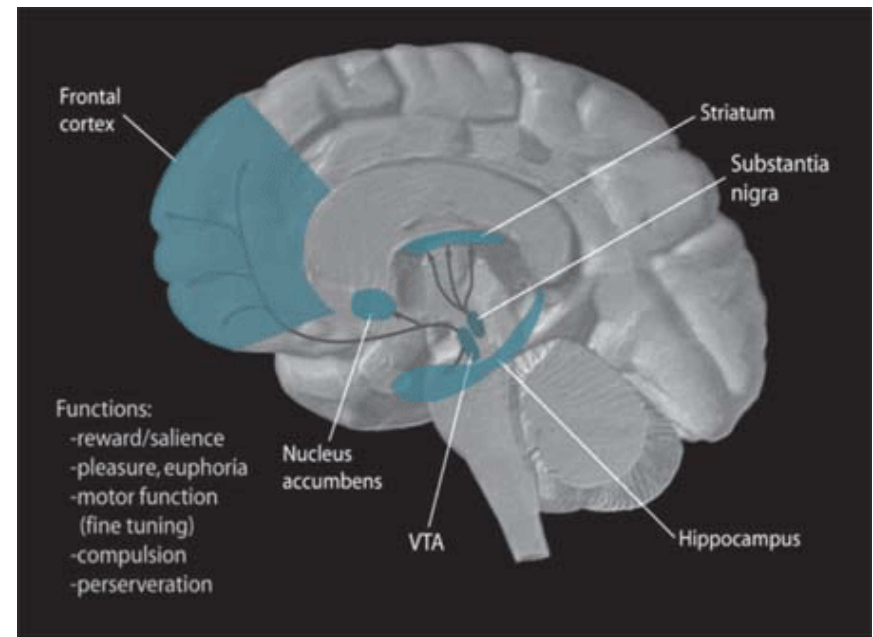 Frontal
cortex
Striatum
Substantia
nigra
Functions:
-reward/salience
-pleasure, euphoria
-motor function
(fine tuning)
-compulsion
-perserveration
Nucleus
accumbens
VTA
Hippocampus